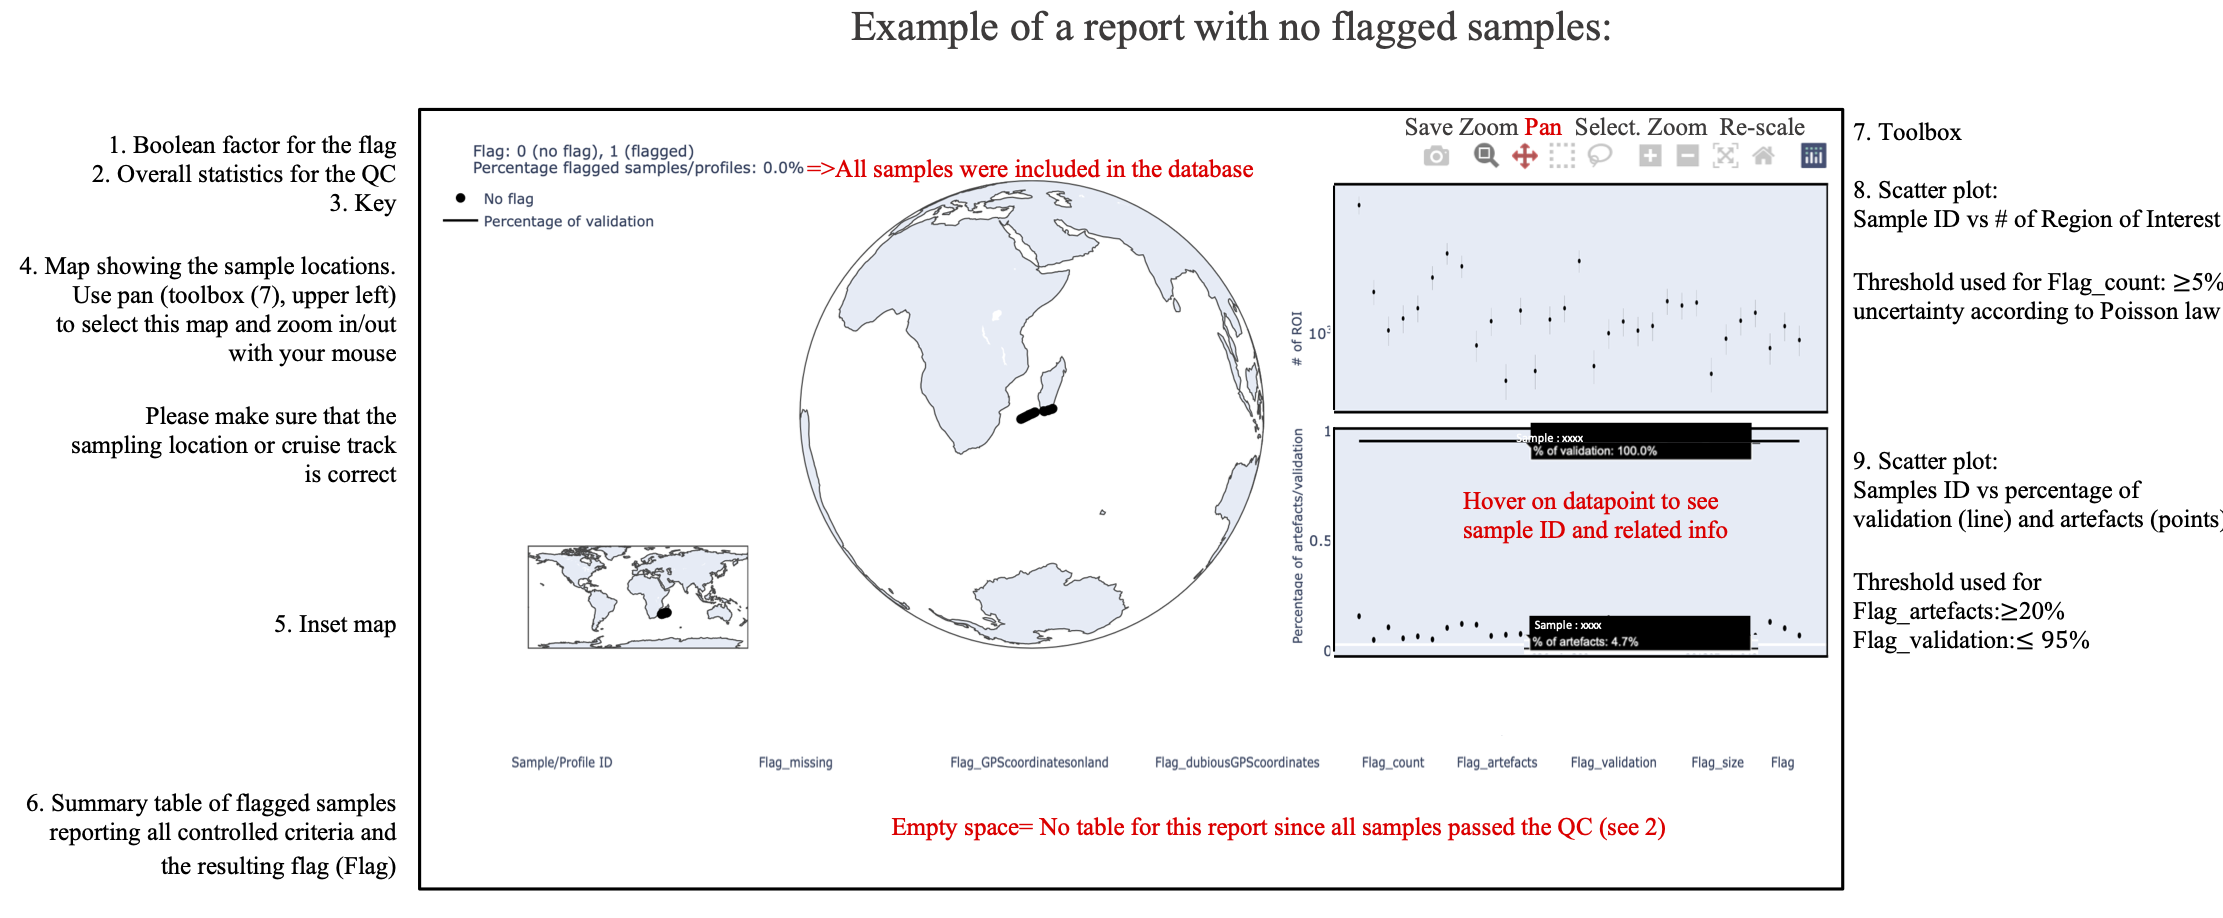 Example of a report with no flagged samples:
1. Boolean factor for the flag
2. Overall statistics for the QC
3. Key
4. Map showing the sample locations.
Use pan (toolbox (7), upper left)
to select this map and zoom in/out
with your mouse
Please make sure that the
sampling location or cruise track
is correct
5. Inset map
6. Summary table of flagged samples
reporting all controlled criteria and
the resulting flag (Flag)
Flag: 0 (no flag), 1 (flagged)
Percentage flagged samples/profiles: 0.0% =>All samples were included in the database
No flag
Percentage of validation
Save Zoom Pan Select. Zoom Re-scale
# of ROI
10³
Percentage of artefacts/validation
1
0.5
0
Sample : xxxx
% of validation: 100.0%
Hover on datapoint to see
sample ID and related info
Sample : xxxx
% of artefacts: 4.7%
Sample/Profile ID Flag_missing Flag_GPScoordinatesonland Flag_dubiousGPScoordinates Flag_count Flag_artefacts Flag_validation Flag_size Flag
Empty space= No table for this report since all samples passed the QC (see 2)
7. Toolbox
8. Scatter plot:
Sample ID vs # of Region of Interest
Threshold used for Flag_count: ≥5%
uncertainty according to Poisson law
9. Scatter plot:
Samples ID vs percentage of
validation (line) and artefacts (points)
Threshold used for
Flag_artefacts:≥20%
Flag_validation:≤ 95%